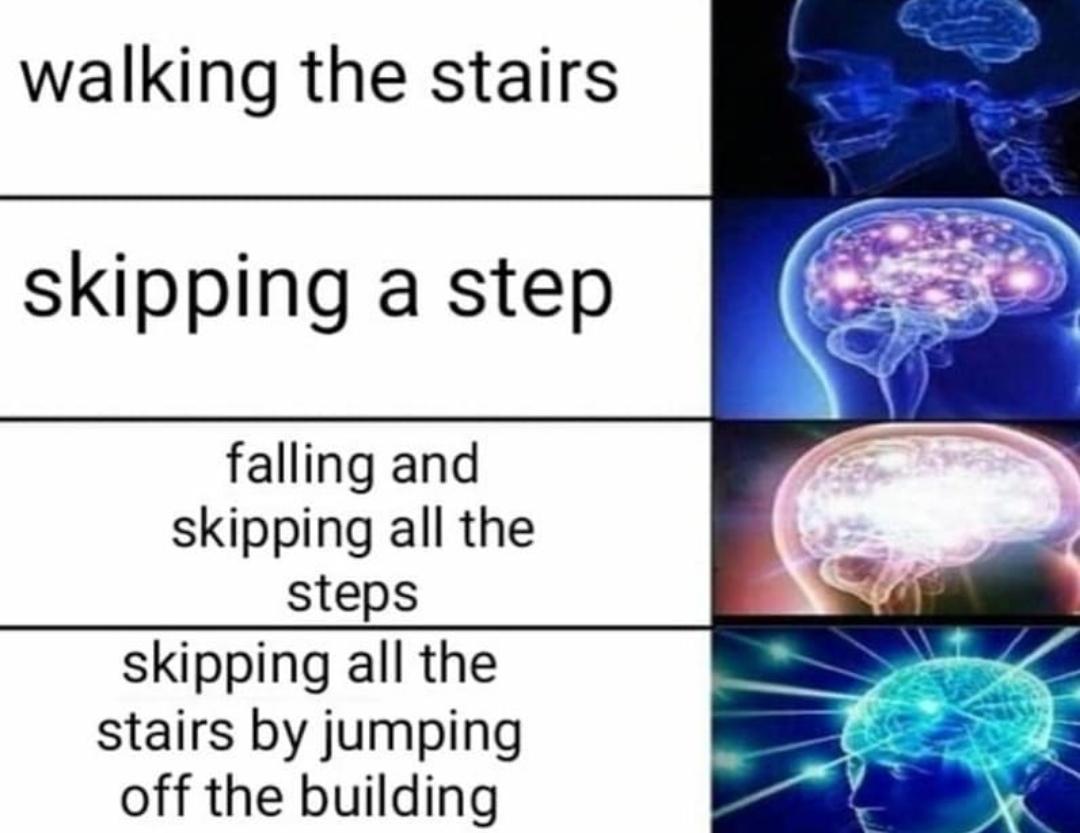 walking the stairs
skipping a step
falling and
skipping all the
steps
skipping all the
stairs by jumping
off the building